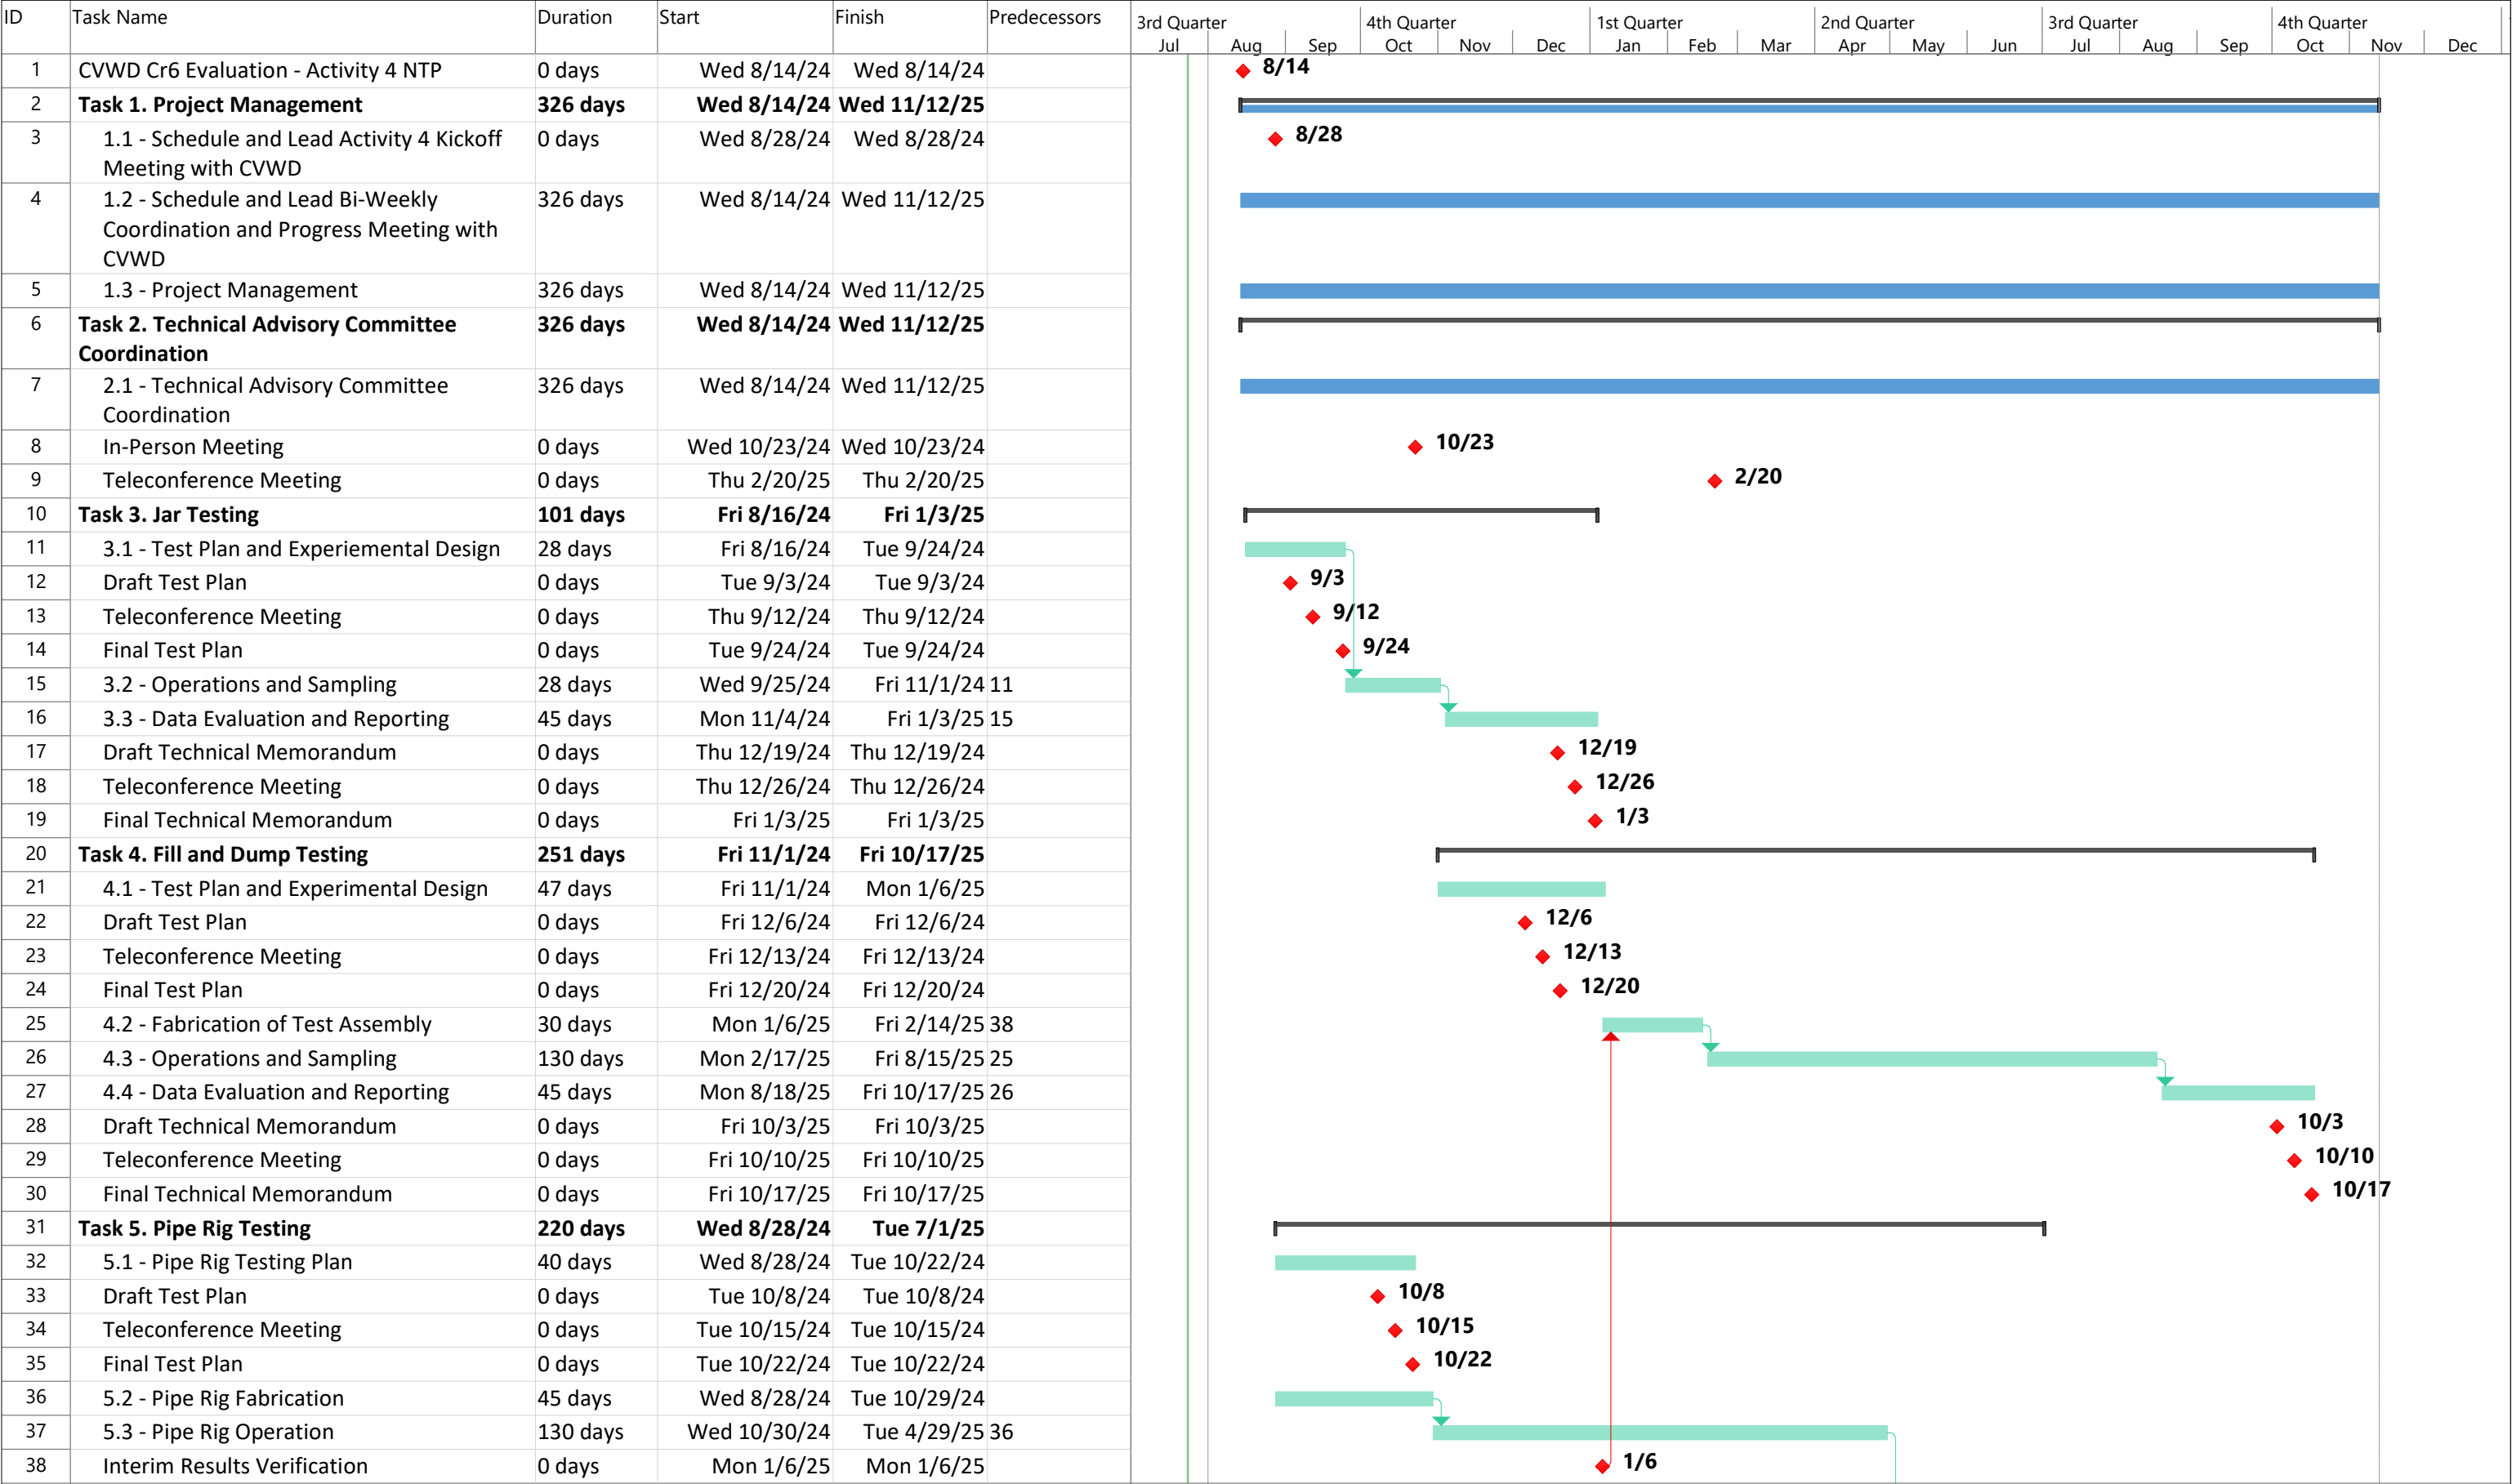 ID Task Name Duration Start Finish Predecessors
3rd Quarter 4th Quarter 1st Quarter 2nd Quarter 3rd Quarter 4th Quarter
Jul Aug Sep Oct Nov Dec Jan Feb Mar Apr May Jun Jul Aug Sep Oct Nov Dec
1 CVWD Cr6 Evaluation - Activity 4 NTP 0 days Wed 8/14/24 Wed 8/14/24 8/14
2 Task 1. Project Management 326 days Wed 8/14/24 Wed 11/12/25
3 1.1 - Schedule and Lead Activity 4 Kickoff 0 days Wed 8/28/24 Wed 8/28/24 8/28
Meeting with CVWD
4 1.2 - Schedule and Lead Bi-Weekly 326 days Wed 8/14/24 Wed 11/12/25
Coordination and Progress Meeting with
CVWD
5 1.3 - Project Management 326 days Wed 8/14/24 Wed 11/12/25
6 Task 2. Technical Advisory Committee 326 days Wed 8/14/24 Wed 11/12/25
Coordination
7 2.1 - Technical Advisory Committee 326 days Wed 8/14/24 Wed 11/12/25
Coordination
8 In-Person Meeting 0 days Wed 10/23/24 Wed 10/23/24 10/23
9 Teleconference Meeting 0 days Thu 2/20/25 Thu 2/20/25 2/20
10 Task 3. Jar Testing 101 days Fri 8/16/24 Fri 1/3/25
11 3.1 - Test Plan and Experiemental Design 28 days Fri 8/16/24 Tue 9/24/24
12 Draft Test Plan 0 days Tue 9/3/24 Tue 9/3/24 9/3
13 Teleconference Meeting 0 days Thu 9/12/24 Thu 9/12/24 9/12
14 Final Test Plan 0 days Tue 9/24/24 Tue 9/24/24 9/24
15 3.2 - Operations and Sampling 28 days Wed 9/25/24 Fri 11/1/24 11
16 3.3 - Data Evaluation and Reporting 45 days Mon 11/4/24 Fri 1/3/25 15
17 Draft Technical Memorandum 0 days Thu 12/19/24 Thu 12/19/24 12/19
18 Teleconference Meeting 0 days Thu 12/26/24 Thu 12/26/24 12/26
19 Final Technical Memorandum 0 days Fri 1/3/25 Fri 1/3/25 1/3
20 Task 4. Fill and Dump Testing 251 days Fri 11/1/24 Fri 10/17/25
21 4.1 - Test Plan and Experimental Design 47 days Fri 11/1/24 Mon 1/6/25
22 Draft Test Plan 0 days Fri 12/6/24 Fri 12/6/24 12/6
23 Teleconference Meeting 0 days Fri 12/13/24 Fri 12/13/24 12/13
24 Final Test Plan 0 days Fri 12/20/24 Fri 12/20/24 12/20
25 4.2 - Fabrication of Test Assembly 30 days Mon 1/6/25 Fri 2/14/25 38
26 4.3 - Operations and Sampling 130 days Mon 2/17/25 Fri 8/15/25 25
27 4.4 - Data Evaluation and Reporting 45 days Mon 8/18/25 Fri 10/17/25 26
28 Draft Technical Memorandum 0 days Fri 10/3/25 Fri 10/3/25 10/3
29 Teleconference Meeting 0 days Fri 10/10/25 Fri 10/10/25 10/10
30 Final Technical Memorandum 0 days Fri 10/17/25 Fri 10/17/25 10/17
31 Task 5. Pipe Rig Testing 220 days Wed 8/28/24 Tue 7/1/25
32 5.1 - Pipe Rig Testing Plan 40 days Wed 8/28/24 Tue 10/22/24
33 Draft Test Plan 0 days Tue 10/8/24 Tue 10/8/24 10/8
34 Teleconference Meeting 0 days Tue 10/15/24 Tue 10/15/24 10/15
35 Final Test Plan 0 days Tue 10/22/24 Tue 10/22/24 10/22
36 5.2 - Pipe Rig Fabrication 45 days Wed 8/28/24 Tue 10/29/24
37 5.3 - Pipe Rig Operation 130 days Wed 10/30/24 Tue 4/29/25 36
38 Interim Results Verification 0 days Mon 1/6/25 Mon 1/6/25 1/6